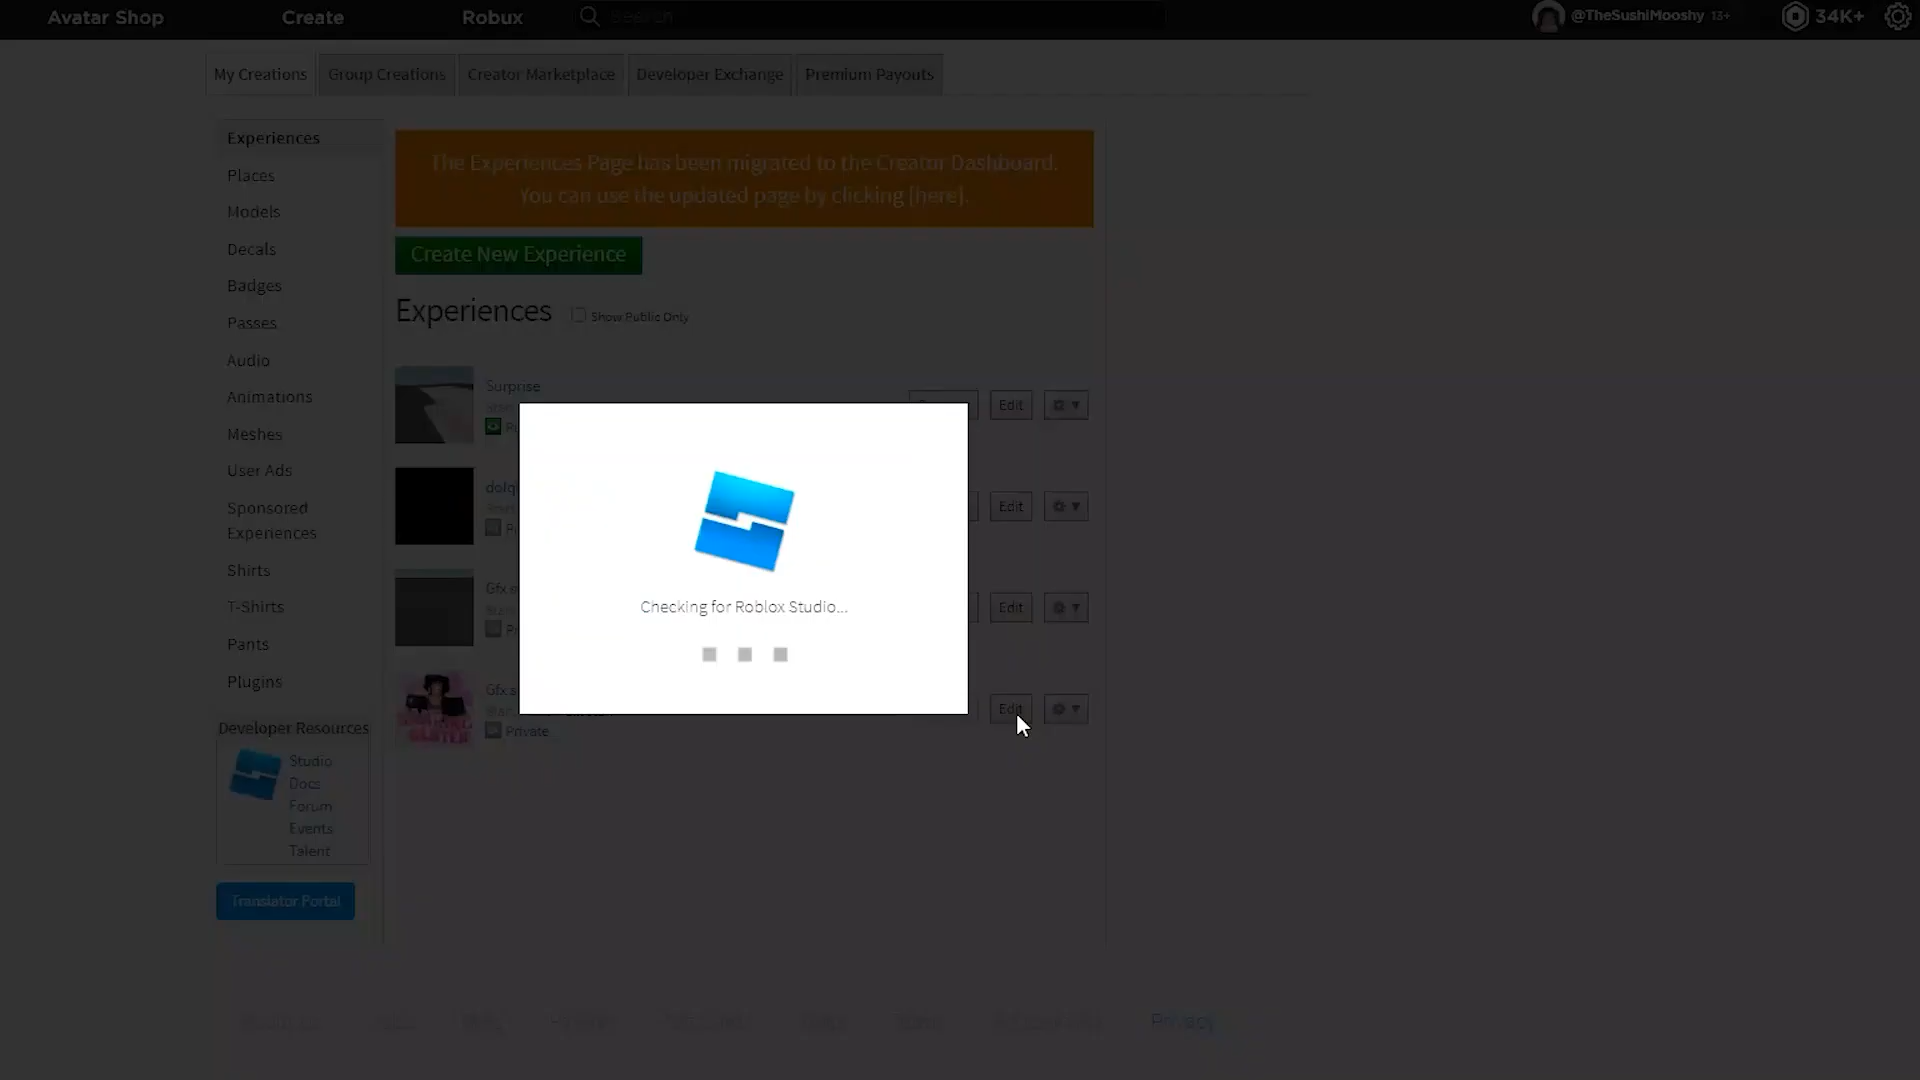 Avatar Shop
Create
Robux
Search
@TheSushiMooshy 13+
34K+
My Creations
Group Creations
Creator Marketplace
Developer Exchange
Premium Payouts
Experiences
Places
Models
Decals
Badges
Passes
Audio
Animations
Meshes
User Ads
Sponsored
Experiences
Shirts
T-Shirts
Pants
Plugins
Developer Resources
Studio
Docs
Forum
Events
Talent
Translator Portal
The Experiences Page has been migrated to the Creator Dashboard.
You can use the updated page by clicking [here].
Create New Experience
Experiences
Show Public Only
Surprise
Edit
Edit
Gfx
Edit
Gfx
Private
Edit
Checking for Roblox Studio...
Privacy